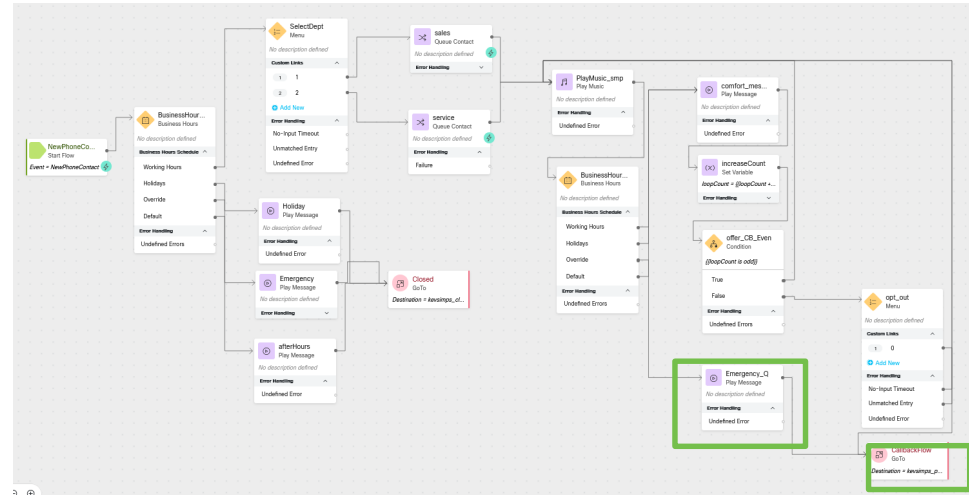 NewPhoneCo...
Start Flow
Event = NewPhoneContact
BusinessHour...
Business Hours
No description defined
Business Hours Schedule
Working Hours
Holidays
Override
Default
Error Handling
Undefined Errors
SelectDept
Menu
No description defined
Custom Links
1 1
2 2
Add New
Error Handling
No-Input Timeout
Unmatched Entry
Undefined Error
Holiday
Play Message
No description defined
Error Handling
Undefined Error
Emergency
Play Message
No description defined
Error Handling
afterHours
Play Message
No description defined
Error Handling
Undefined Error
sales
Queue Contact
No description defined
Error Handling
service
Queue Contact
No description defined
Error Handling
Failure
Closed
GoTo
Destination = kevsimps_cl...
PlayMusic_smp
Play Music
No description defined
Error Handling
Undefined Error
BusinessHour...
Business Hours
No description defined
Business Hours Schedule
Working Hours
Holidays
Override
Default
Error Handling
Undefined Errors
comfort_mes...
Play Message
No description defined
Error Handling
Undefined Error
increaseCount
Set Variable
loopCount = {{loopCount +...
Error Handling
offer_CB_Even
Condition
{{loopCount is odd}}
True
False
Error Handling
Undefined Errors
Emergency_Q
Play Message
No description defined
Error Handling
Undefined Error
opt_out
Menu
No description defined
Custom Links
1 0
Add New
Error Handling
No-Input Timeout
Unmatched Entry
Undefined Error
CallbackFlow
GoTo
Destination = kevsimps_p...